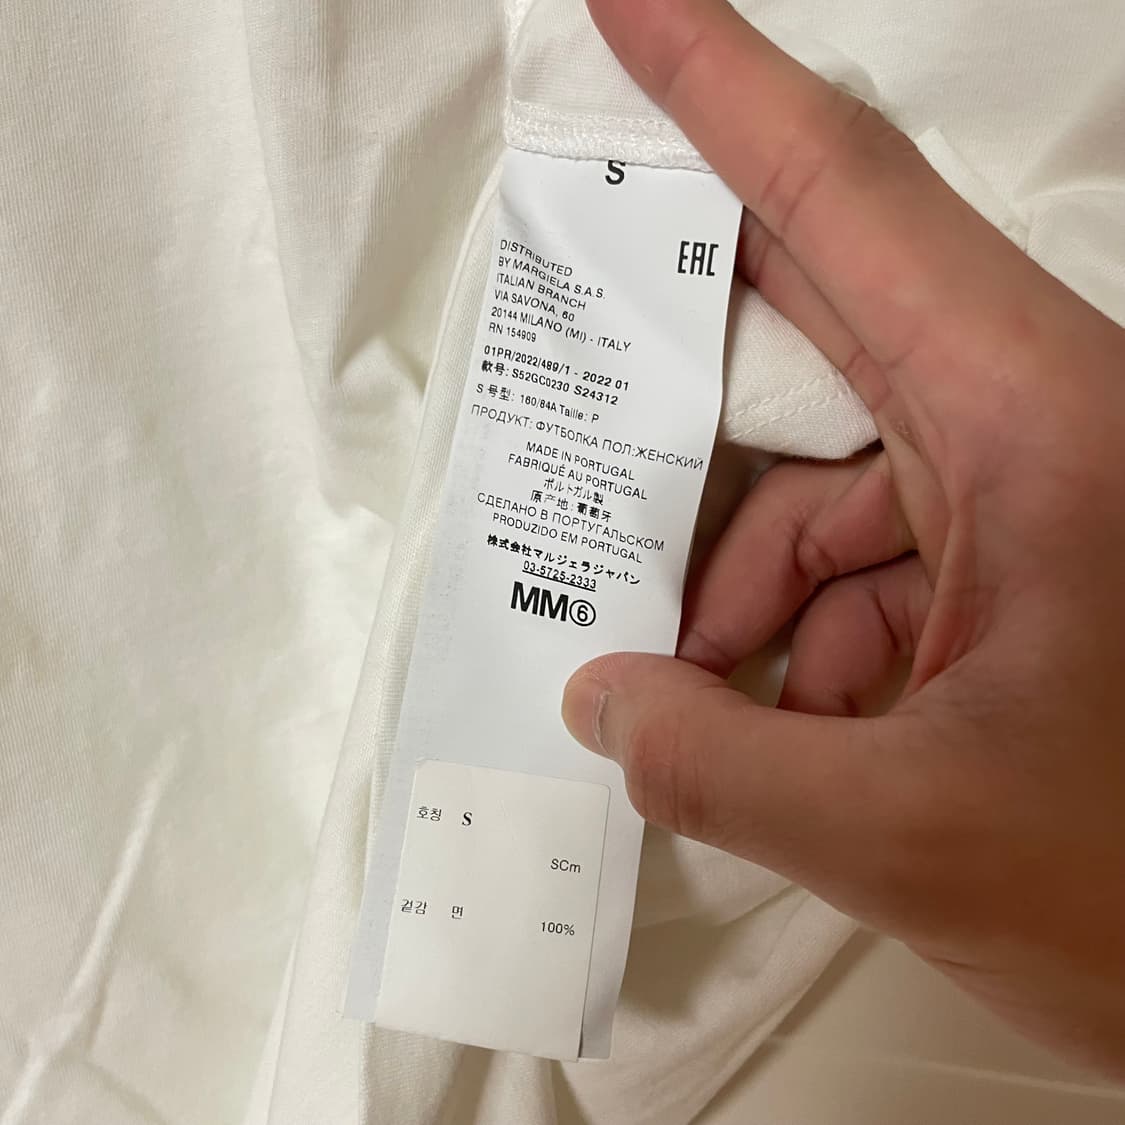 S
EAC
DISTRIBUTED
BY MARGIELA S.A.S.
ITALIAN BRANCH
VIA SAVONA, 60
20144 MILANO (MI) - ITALY
RN 154909
01PR/2022/489/1 - 2022 01
款号: S52GC0230 S24312
S 号型: 160/84A Taille: P
ПРОДУКТ: ФУТБОЛКА ПОЛ:ЖЕНСКИЙ
MADE IN PORTUGAL
FABRIQUÉ AU PORTUGAL
ポルトガル製
原产地: 葡萄牙
СДЕЛАНО В ПОРТУГАЛЬСКОМ
PRODUZIDO EM PORTUGAL
株式会社マルジェラジャパン
03-5725-2333
MM⑥
호칭 S
SCm
겉감 면
100%